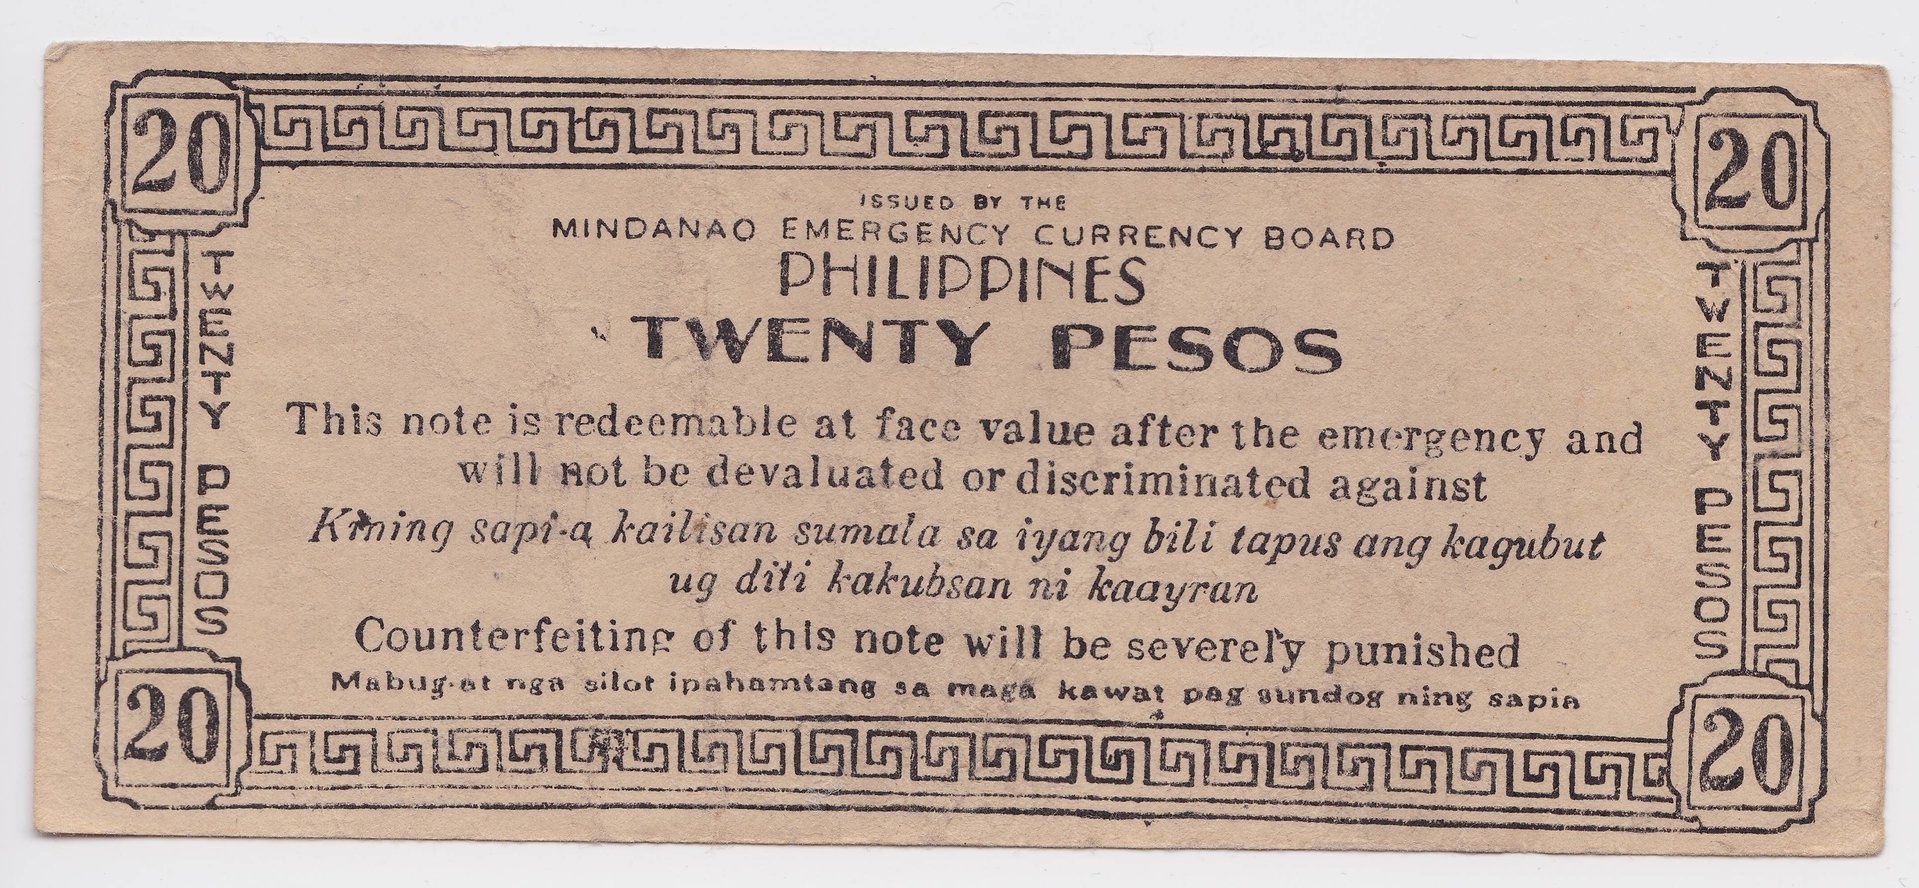 20
20
ISSUED BY THE
MINDANAO EMERGENCY CURRENCY BOARD
PHILIPPINES
TWENTY PESOS
TWENTY PESOS
TWENTY PESOS
This note is redeemable at face value after the emergency and
will not be devaluated or discriminated against
Kining sapi-a kailisan sumala sa iyang bili tapus ang kagubut
ug dili kakubsan ni kaayran
Counterfeiting of this note will be severely punished
Mabug-at nga silot ipahamtang sa maga kawat pag sundog ning sapia
20
20